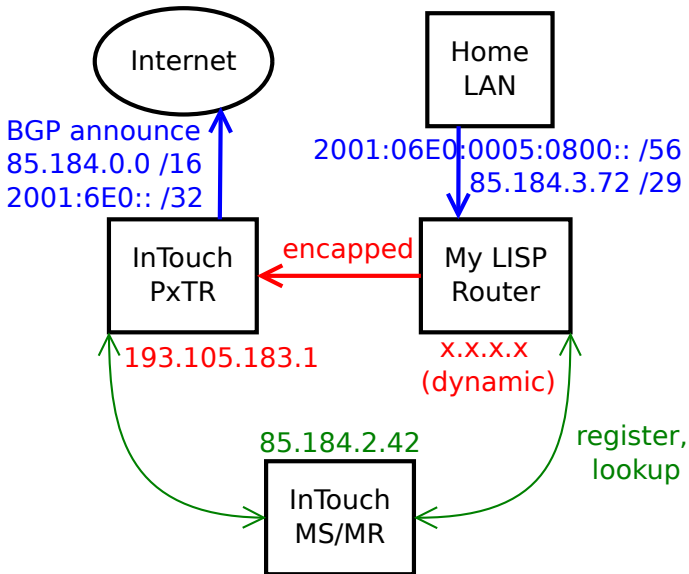 Internet
Home
LAN
BGP announce
85.184.0.0 /16
2001:6E0:: /32
2001:06E0:0005:0800:: /56
85.184.3.72 /29
InTouch
PxTR
encapped
My LISP
Router
193.105.183.1
x.x.x.x
(dynamic)
85.184.2.42
register,
lookup
InTouch
MS/MR